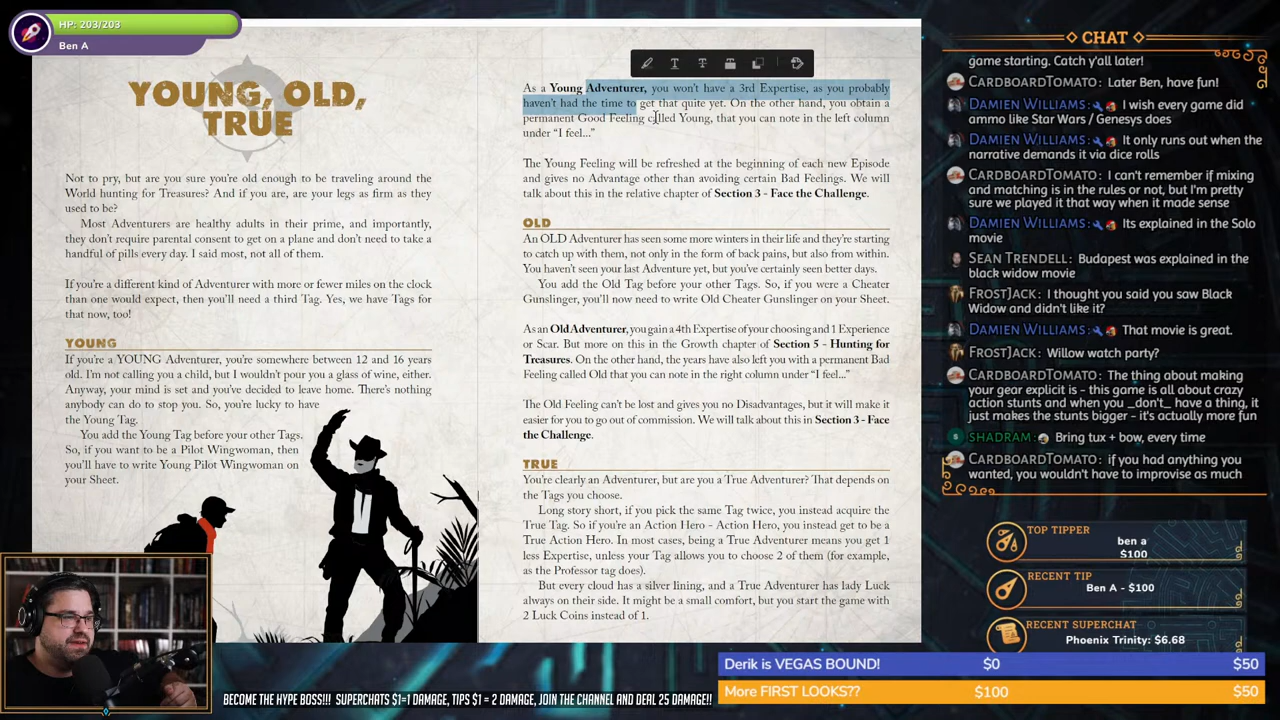 HP: 203/203
Ben A
YOUNG, OLD,
TRUE
Not to pry, but are you sure you're old enough to be traveling around the
World hunting for Treasures? And if you are, are your legs as firm as they
used to be?
Most Adventurers are healthy adults in their prime, and importantly,
they don't require parental consent to get on a plane and don't need to take a
handful of pills every day. I said most, not all of them.
If you're a different kind of Adventurer with more or fewer miles on the clock
than one would expect, then you'll need a third Tag. Yes, we have Tags for
that now, too!
YOUNG
If you're a YOUNG Adventurer, you're somewhere between 12 and 16 years
old. I'm not calling you a child, but I wouldn't pour you a glass of wine, either.
Anyway, your mind is set and you've decided to leave home. There's nothing
anybody can do to stop you. So, you're lucky to have
the Young Tag.
You add the Young Tag before your other Tags.
So, if you want to be a Pilot Wingwoman, then
you'll have to write Young Pilot Wingwoman on
your Sheet.
As a Young Adventurer, you won't have a 3rd Expertise, as you probably
haven't had the time to get that quite yet. On the other hand, you obtain a
permanent Good Feeling called Young, that you can note in the left column
under "I feel..."
The Young Feeling will be refreshed at the beginning of each new Episode
and gives no Advantage other than avoiding certain Bad Feelings. We will
talk about this in the relative chapter of Section 3 - Face the Challenge.
OLD
An OLD Adventurer has seen some more winters in their life and they're starting
to catch up with them, not only in the form of back pains, but also from within.
You haven't seen your last Adventure yet, but you've certainly seen better days.
You add the Old Tag before your other Tags. So, if you were a Cheater
Gunslinger, you'll now need to write Old Cheater Gunslinger on your Sheet.
As an Old Adventurer, you gain a 4th Expertise of your choosing and 1 Experience
or Scar. But more on this in the Growth chapter of Section 5 - Hunting for
Treasures. On the other hand, the years have also left you with a permanent Bad
Feeling called Old that you can note in the right column under "I feel..."
The Old Feeling can't be lost and gives you no Disadvantages, but it will make it
easier for you to go out of commission. We will talk about this in Section 3 - Face
the Challenge.
TRUE
You're clearly an Adventurer, but are you a True Adventurer? That depends on
the Tags you choose.
Long story short, if you pick the same Tag twice, you instead acquire the
True Tag. So if you're an Action Hero - Action Hero, you instead get to be a
True Action Hero. In most cases, being a True Adventurer means you get 1
less Expertise, unless your Tag allows you to choose 2 of them (for example,
as the Professor tag does).
But every cloud has a silver lining, and a True Adventurer has lady Luck
always on their side. It might be a small comfort, but you start the game with
2 Luck Coins instead of 1.
CHAT
game starting. Catch y'all later!
CARDBOARDTOMATO: Later Ben, have fun!
DAMIEN WILLIAMS: I wish every game did
ammo like Star Wars / Genesys does
DAMIEN WILLIAMS: It only runs out when the
narrative demands it via dice rolls
CARDBOARDTOMATO: I can't remember if mixing
and matching is in the rules or not, but I'm pretty
sure we played it that way when it made sense
DAMIEN WILLIAMS: Its explained in the Solo
movie
SEAN TRENDELL: Budapest was explained in the
black widow movie
FROSTJACK: I thought you said you saw Black
Widow and didn't like it?
DAMIEN WILLIAMS: That movie is great.
FROSTJACK: Willow watch party?
CARDBOARDTOMATO: The thing about making
your gear explicit is - this game is all about crazy
action stunts and when you _don't_ have a thing, it
just makes the stunts bigger - it's actually more fun
S SHADRAM: Bring tux + bow, every time
CARDBOARDTOMATO: if you had anything you
wanted, you wouldn't have to improvise as much
TOP TIPPER
ben a
$100
RECENT TIP
Ben A - $100
RECENT SUPERCHAT
Phoenix Trinity: $6.68
Derik is VEGAS BOUND! $0 $50
More FIRST LOOKS?? $100 $50
BECOME THE HYPE BOSS!!! SUPERCHATS $1=1 DAMAGE, TIPS $1 = 2 DAMAGE, JOIN THE CHANNEL AND DEAL 25 DAMAGE!!